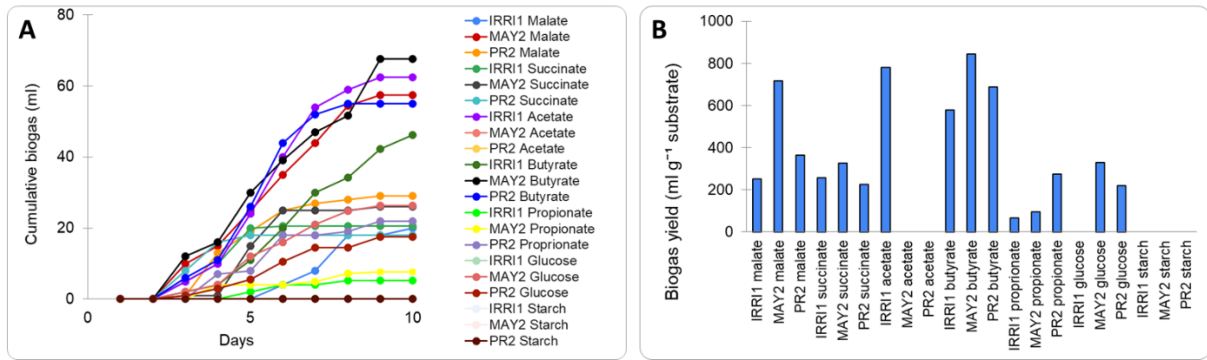 A
80
60
40
20
0
Cumulative biogas (ml)
0
5
10
Days
IRRI1 Malate
MAY2 Malate
PR2 Malate
IRRI1 Succinate
MAY2 Succinate
PR2 Succinate
IRRI1 Acetate
MAY2 Acetate
PR2 Acetate
IRRI1 Butyrate
MAY2 Butyrate
PR2 Butyrate
IRRI1 Propionate
MAY2 Propionate
PR2 Proprionate
IRRI1 Glucose
MAY2 Glucose
PR2 Glucose
IRRI1 Starch
MAY2 Starch
PR2 Starch
B
1000
800
600
400
200
0
Biogas yield (ml g⁻¹ substrate)
IRRI1 malate
MAY2 malate
PR2 malate
IRRI1 succinate
MAY2 succinate
PR2 succinate
IRRI1 acetate
MAY2 acetate
PR2 acetate
IRRI1 butyrate
MAY2 butyrate
PR2 butyrate
IRRI1 propionate
MAY2 propionate
PR2 propionate
IRRI1 glucose
MAY2 glucose
PR2 glucose
IRRI1 starch
MAY2 starch
PR2 starch